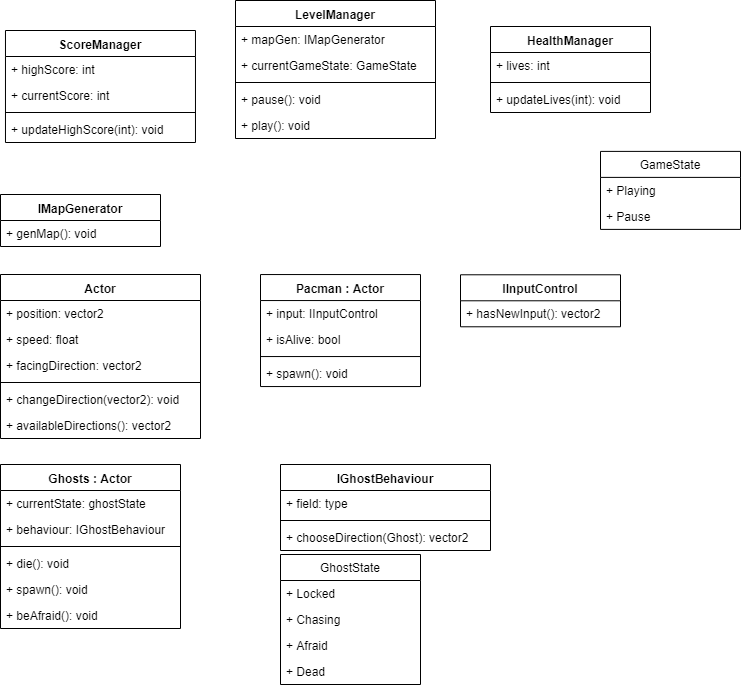 ScoreManager
+ highScore: int
+ currentScore: int
+ updateHighScore(int): void
LevelManager
+ mapGen: IMapGenerator
+ currentGameState: GameState
+ pause(): void
+ play(): void
HealthManager
+ lives: int
+ updateLives(int): void
GameState
+ Playing
+ Pause
IMapGenerator
+ genMap(): void
Actor
+ position: vector2
+ speed: float
+ facingDirection: vector2
+ changeDirection(vector2): void
+ availableDirections(): vector2
Pacman : Actor
+ input: IInputControl
+ isAlive: bool
+ spawn(): void
IInputControl
+ hasNewInput(): vector2
Ghosts : Actor
+ currentState: ghostState
+ behaviour: IGhostBehaviour
+ die(): void
+ spawn(): void
+ beAfraid(): void
IGhostBehaviour
+ field: type
+ chooseDirection(Ghost): vector2
GhostState
+ Locked
+ Chasing
+ Afraid
+ Dead